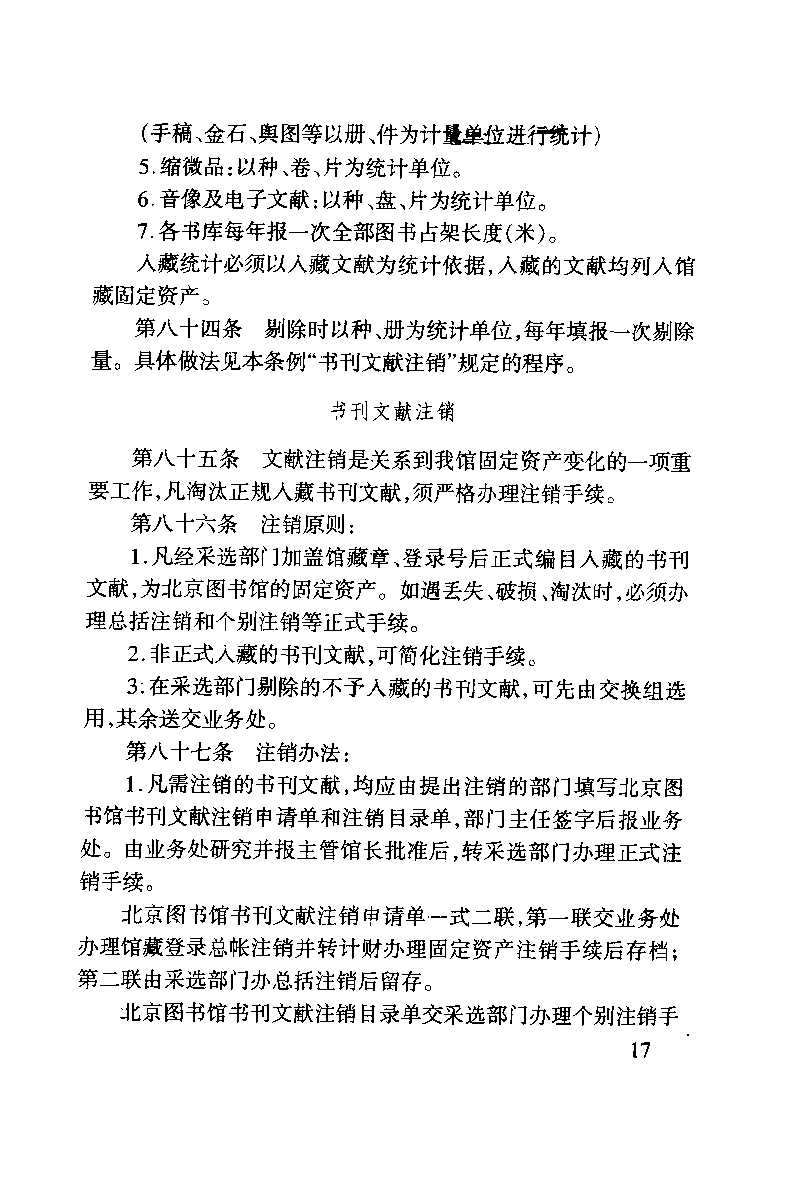 (手稿、金石、舆图等以册、件为计量单位进行统计)
5.缩微品:以种、卷、片为统计单位。
6.音像及电子文献:以种、盘、片为统计单位。
7.各书库每年报一次全部图书占架长度(米)。
入藏统计必须以入藏文献为统计依据,入藏的文献均列入馆
藏固定资产。
第八十四条 剔除时以种、册为统计单位,每年填报一次剔除
量。具体做法见本条例“书刊文献注销”规定的程序。
书刊文献注销
第八十五条 文献注销是关系到我馆固定资产变化的一项重
要工作,凡淘汰正规入藏书刊文献,须严格办理注销手续。
第八十六条 注销原则:
1.凡经采选部门加盖馆藏章、登录号后正式编目入藏的书刊
文献,为北京图书馆的固定资产。如遇丢失、破损、淘汰时,必须办
理总括注销和个别注销等正式手续。
2.非正式入藏的书刊文献,可简化注销手续。
3.在采选部门剔除的不予入藏的书刊文献,可先由交换组选
用,其余送交业务处。
第八十七条 注销办法:
1.凡需注销的书刊文献,均应由提出注销的部门填写北京图
书馆书刊文献注销申请单和注销目录单,部门主任签字后报业务
处。由业务处研究并报主管馆长批准后,转采选部门办理正式注
销手续。
北京图书馆书刊文献注销申请单一式二联,第一联交业务处
办理馆藏登录总帐注销并转计财办理固定资产注销手续后存档;
第二联由采选部门办总括注销后留存。
北京图书馆书刊文献注销目录单交采选部门办理个别注销手
17